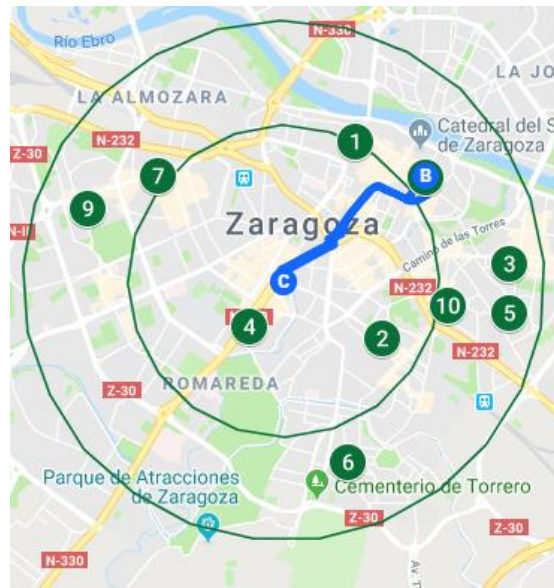 N-330
Río Ebro
LA JO
LA ALMOZARA
Z-30
N-232
1
Catedral del S
de Zaragoza
7
B
9
N-II
Zaragoza
Camino de las Torres
3
C
N-232
10
5
4
2
N-232
ROMAREDA
Z-30
6
Parque de Atracciones
de Zaragoza
Cementerio de Torrero
Z-30
N-330
Av. T